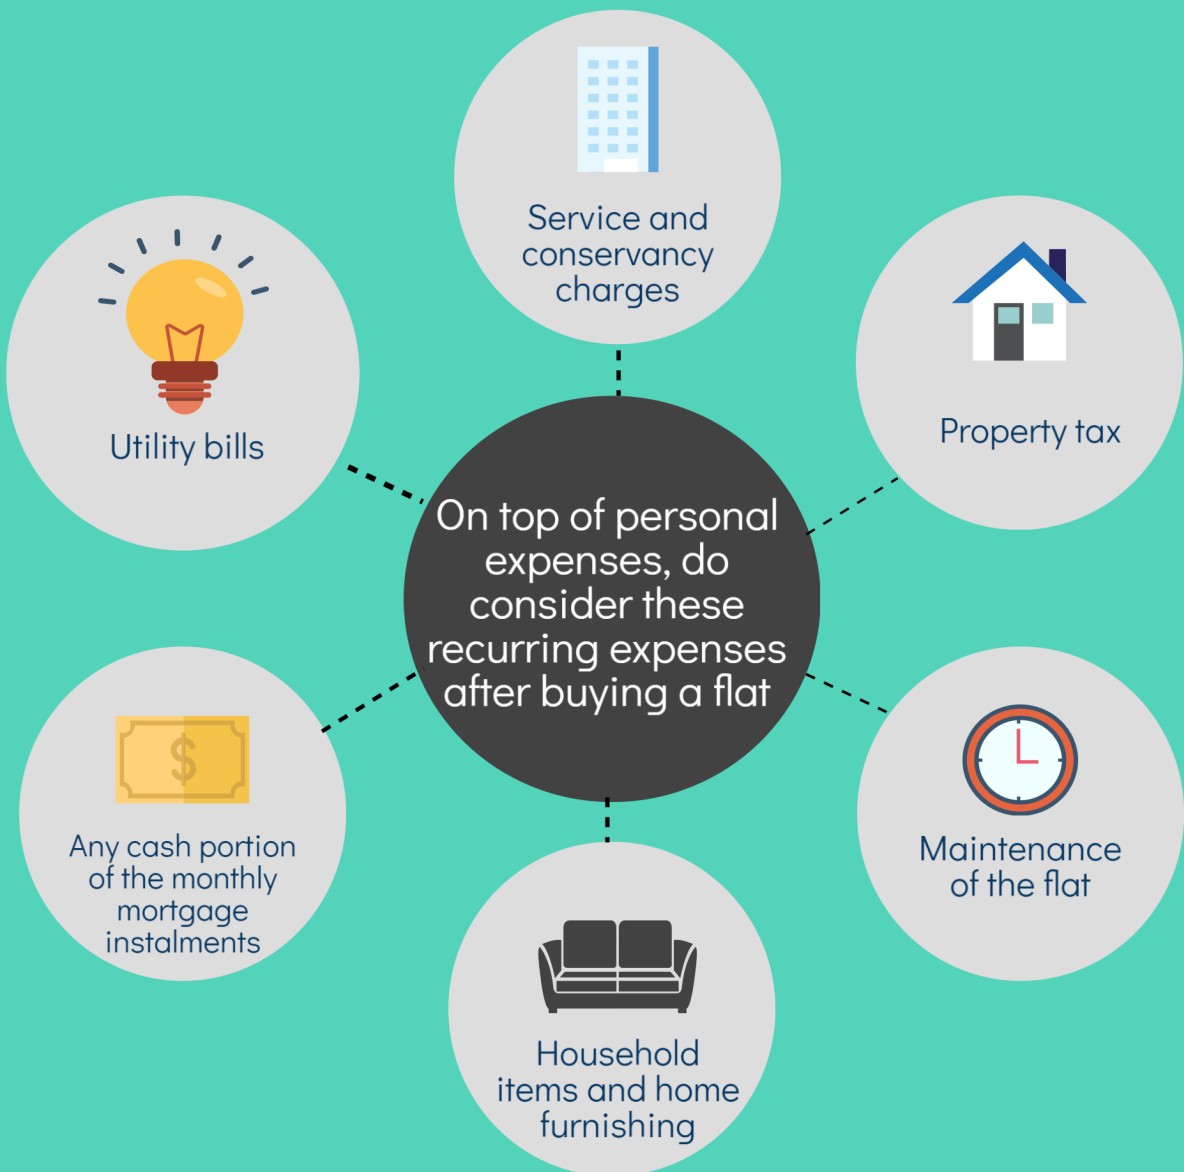 Service and
conservancy
charges
Utility bills
Property tax
On top of personal
expenses, do
consider these
recurring expenses
after buying a flat
$
Any cash portion
of the monthly
mortgage
instalments
Maintenance
of the flat
Household
items and home
furnishing